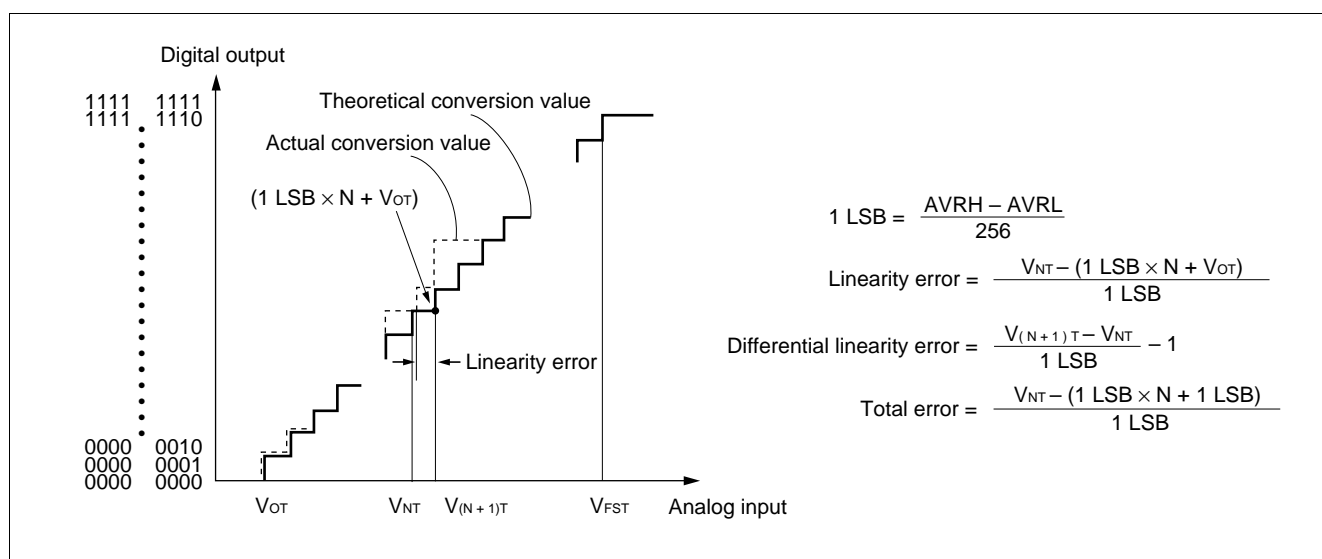 Digital output
1111 1111
1111 1110
Theoretical conversion value
Actual conversion value
(1 LSB × N + VOT)
Linearity error
0000 0010
0000 0001
0000 0000
VOT VNT V(N + 1)T VFST Analog input
1 LSB = AVRH – AVRL
256
Linearity error = VNT – (1 LSB × N + VOT)
1 LSB
Differential linearity error = V(N + 1)T – VNT – 1
1 LSB
Total error = VNT – (1 LSB × N + 1 LSB)
1 LSB